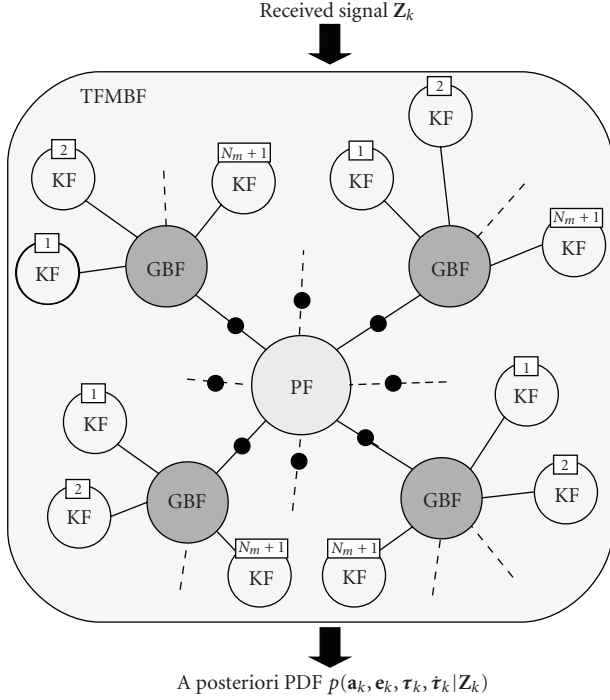 Received signal Z_k
TFMBF
2
KF
N_m + 1
KF
1
KF
GBF
2
KF
1
KF
N_m + 1
KF
GBF
PF
1
KF
2
KF
GBF
N_m + 1
KF
1
KF
2
KF
GBF
N_m + 1
KF
A posteriori PDF p(a_k, e_k, τ_k, τ̇_k|Z_k)